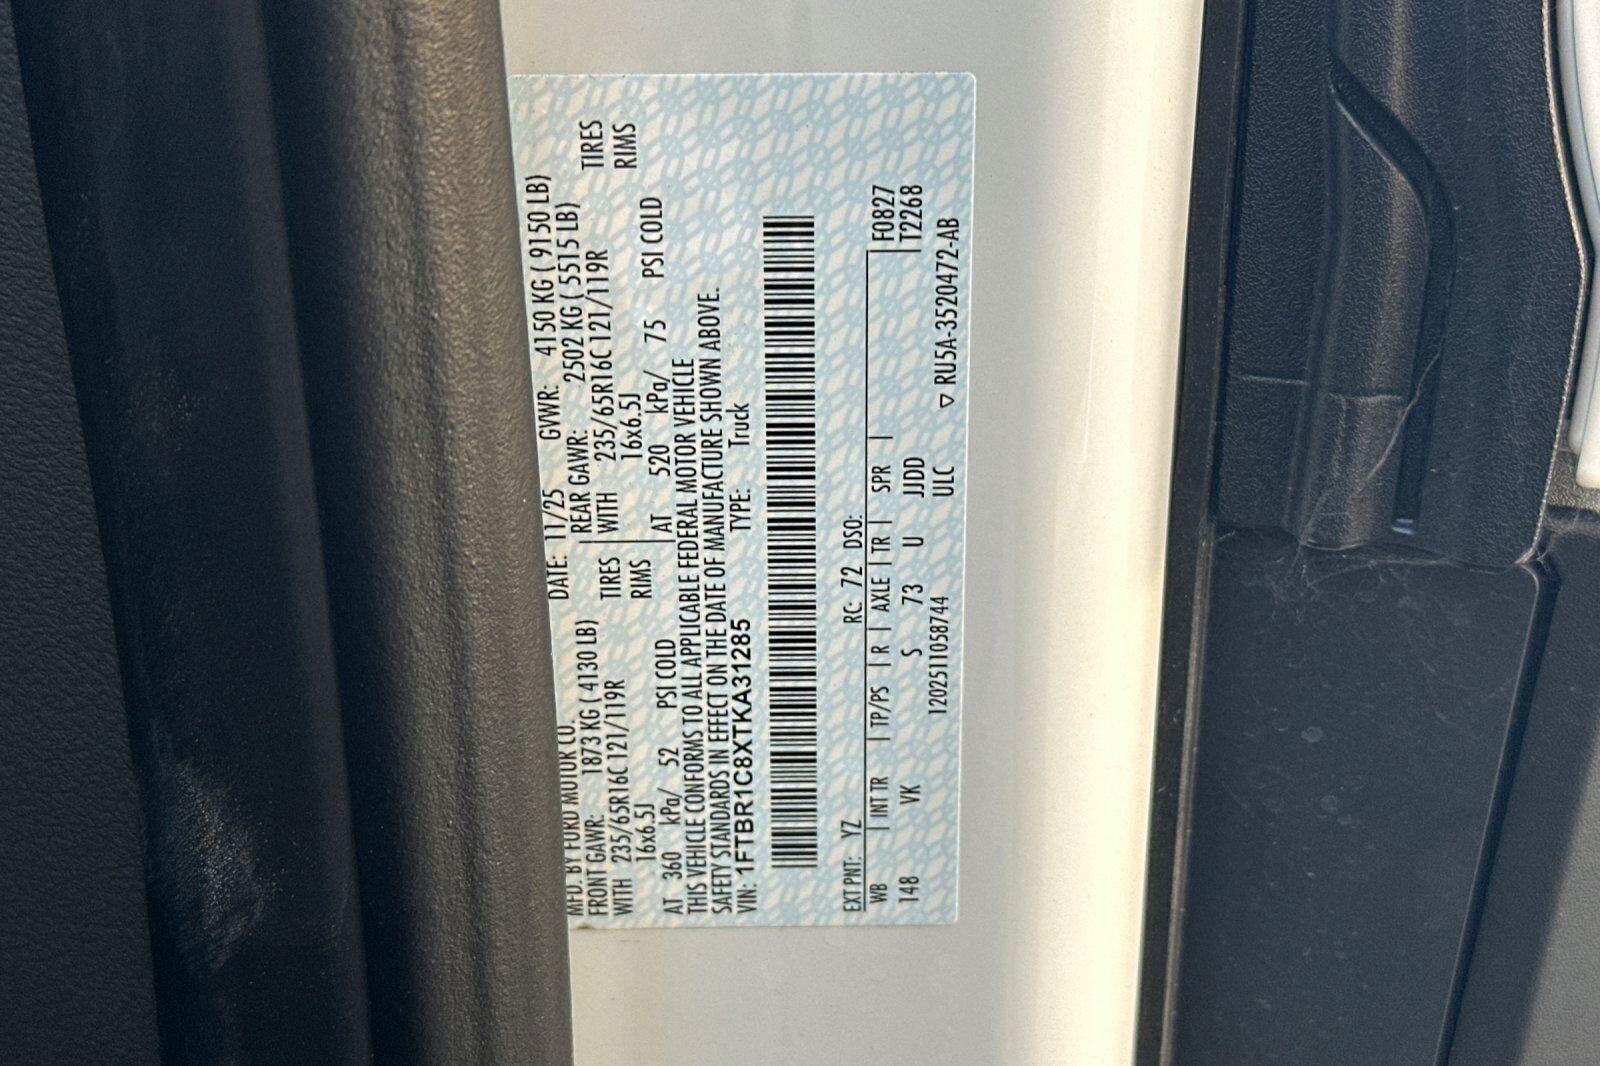 MFD. BY FORD MOTOR CO.
DATE: 11/25 GVWR: 4150 KG ( 9150 LB)
FRONT GAWR: 1873 KG ( 4130 LB) REAR GAWR: 2502 KG ( 5515 LB)
WITH 235/65R16C 121/119R TIRES WITH 235/65R16C 121/119R TIRES
16x6.5J RIMS 16x6.5J RIMS
AT 360 kPa/ 52 PSI COLD AT 520 kPa/ 75 PSI COLD
THIS VEHICLE CONFORMS TO ALL APPLICABLE FEDERAL MOTOR VEHICLE
SAFETY STANDARDS IN EFFECT ON THE DATE OF MANUFACTURE SHOWN ABOVE.
VIN: 1FTBR1C8XTKA31285 TYPE: Truck
EXT PNT: YZ RC: 72 DSO: F0827
WB | INT TR | TP/PS | R | AXLE | TR | SPR | T2268
148 VK S 73 U JJDD
1202511058744 ULC ▽ RU5A-3520472-AB